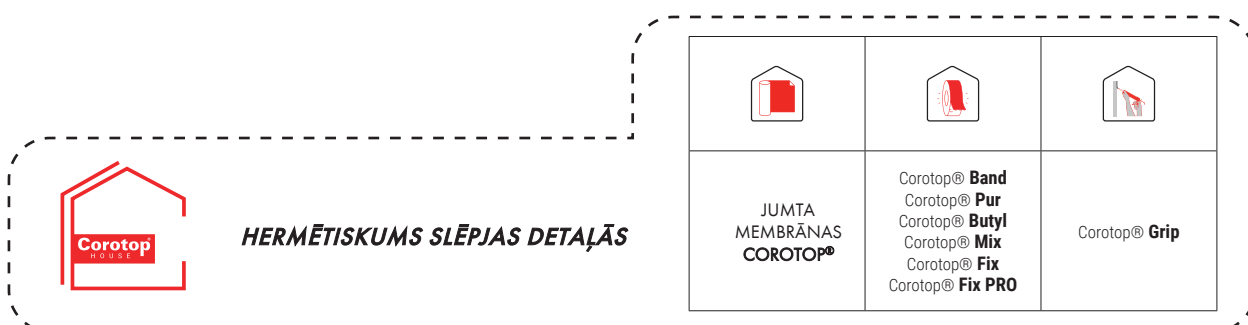 Corotop®
HOUSE
HERMĒTISKUMS SLĒPJAS DETAĻĀS
JUMTA
MEMBRĀNAS
COROTOP®
Corotop® Band
Corotop® Pur
Corotop® Butyl
Corotop® Mix
Corotop® Fix
Corotop® Fix PRO
Corotop® Grip